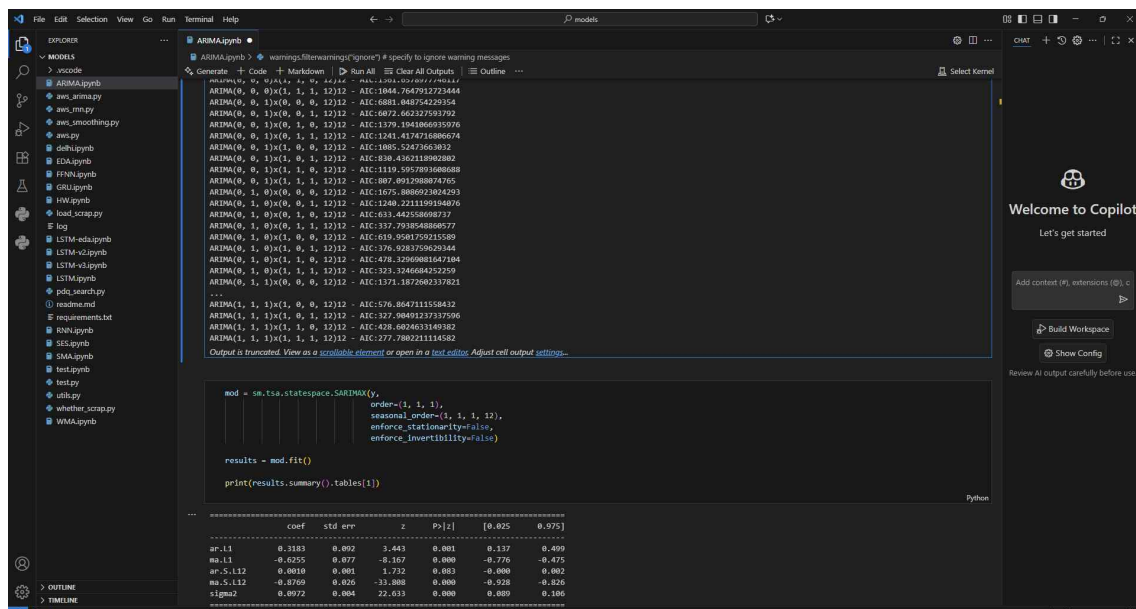 File Edit Selection View Go Run Terminal Help
models
EXPLORER
MODELS
.vscode
ARIMA.ipynb
aws_arima.py
aws_rnn.py
aws_smoothing.py
aws.py
delhi.ipynb
EDA.ipynb
FFNN.ipynb
GRU.ipynb
HW.ipynb
load_scrap.py
log
LSTM-eda.ipynb
LSTM-v2.ipynb
LSTM-v3.ipynb
LSTM.ipynb
pdq_search.py
readme.md
requirements.txt
RNN.ipynb
SES.ipynb
SMA.ipynb
test.ipynb
test.py
utils.py
whether_scrap.py
WMA.ipynb
OUTLINE
TIMELINE
ARIMA.ipynb
ARIMA.ipynb > warnings.filterwarnings("ignore") # specify to ignore warning messages
Generate + Code + Markdown Run All Clear All Outputs Outline ... Select Kernel
ARIMA(0, 0, 0)x(1, 1, 1, 12)12 - AIC:1044.7647912723444
ARIMA(0, 0, 1)x(0, 0, 0, 12)12 - AIC:6881.048754229354
ARIMA(0, 0, 1)x(0, 0, 1, 12)12 - AIC:6072.662327593792
ARIMA(0, 0, 1)x(0, 1, 0, 12)12 - AIC:1379.1941066935976
ARIMA(0, 0, 1)x(0, 1, 1, 12)12 - AIC:1241.4174716806674
ARIMA(0, 0, 1)x(1, 0, 0, 12)12 - AIC:1085.52473663032
ARIMA(0, 0, 1)x(1, 0, 1, 12)12 - AIC:830.4362118902802
ARIMA(0, 0, 1)x(1, 1, 0, 12)12 - AIC:1119.5957893608688
ARIMA(0, 0, 1)x(1, 1, 1, 12)12 - AIC:807.0912988074765
ARIMA(0, 1, 0)x(0, 0, 0, 12)12 - AIC:1675.8086923024293
ARIMA(0, 1, 0)x(0, 0, 1, 12)12 - AIC:1240.2211199194076
ARIMA(0, 1, 0)x(0, 1, 0, 12)12 - AIC:633.442558698737
ARIMA(0, 1, 0)x(0, 1, 1, 12)12 - AIC:337.7938548860577
ARIMA(0, 1, 0)x(1, 0, 0, 12)12 - AIC:619.9501759215589
ARIMA(0, 1, 0)x(1, 0, 1, 12)12 - AIC:376.9283759629344
ARIMA(0, 1, 0)x(1, 1, 0, 12)12 - AIC:478.32969081647104
ARIMA(0, 1, 0)x(1, 1, 1, 12)12 - AIC:323.3246684252259
ARIMA(0, 1, 1)x(0, 0, 0, 12)12 - AIC:1371.1872602337821
...
ARIMA(1, 1, 1)x(1, 0, 0, 12)12 - AIC:576.8647111558432
ARIMA(1, 1, 1)x(1, 0, 1, 12)12 - AIC:327.90491237337596
ARIMA(1, 1, 1)x(1, 1, 0, 12)12 - AIC:428.6024633149382
ARIMA(1, 1, 1)x(1, 1, 1, 12)12 - AIC:277.7802211114582
Output is truncated. View as a scrollable element or open in a text editor. Adjust cell output settings...
mod = sm.tsa.statespace.SARIMAX(y,
order=(1, 1, 1),
seasonal_order=(1, 1, 1, 12),
enforce_stationarity=False,
enforce_invertibility=False)
results = mod.fit()
print(results.summary().tables[1])
Python
...
==============================================================================
coef std err z P>|z| [0.025 0.975]
------------------------------------------------------------------------------
ar.L1 0.3183 0.092 3.443 0.001 0.137 0.499
ma.L1 -0.6255 0.077 -8.167 0.000 -0.776 -0.475
ar.S.L12 0.0010 0.001 1.732 0.083 -0.000 0.002
ma.S.L12 -0.8769 0.026 -33.808 0.000 -0.928 -0.826
sigma2 0.0972 0.004 22.633 0.000 0.089 0.106
==============================================================================
CHAT
Welcome to Copilot
Let's get started
Add context (#), extensions (@), c
Build Workspace
Show Config
Review AI output carefully before use.